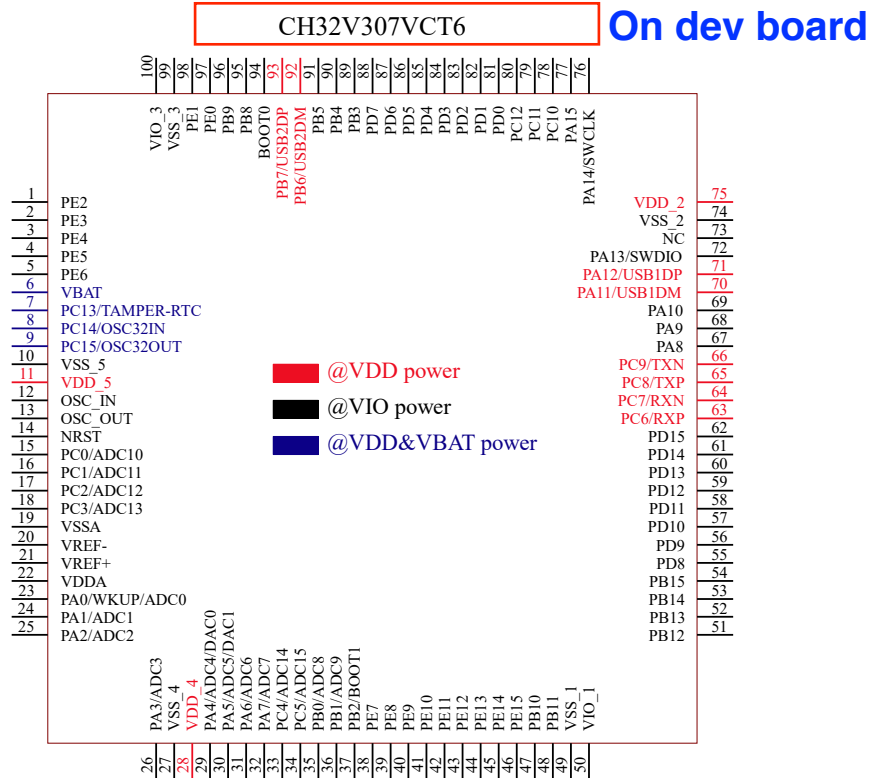 CH32V307VCT6
On dev board
100 VIO_3
99 VSS_3
98 PE1
97 PE0
96 PB9
95 PB8
94 BOOT0
93 PB7/USB2DP
92 PB6/USB2DM
91 PB5
90 PB4
89 PB3
88 PD7
87 PD6
86 PD5
85 PD4
84 PD3
83 PD2
82 PD1
81 PD0
80 PC12
79 PC11
78 PC10
77 PA15
76 PA14/SWCLK
1 PE2
2 PE3
3 PE4
4 PE5
5 PE6
6 VBAT
7 PC13/TAMPER-RTC
8 PC14/OSC32IN
9 PC15/OSC32OUT
10 VSS_5
11 VDD_5
12 OSC_IN
13 OSC_OUT
14 NRST
15 PC0/ADC10
16 PC1/ADC11
17 PC2/ADC12
18 PC3/ADC13
19 VSSA
20 VREF-
21 VREF+
22 VDDA
23 PA0/WKUP/ADC0
24 PA1/ADC1
25 PA2/ADC2
@VDD power
@VIO power
@VDD&VBAT power
VDD_2 75
VSS_2 74
NC 73
PA13/SWDIO 72
PA12/USB1DP 71
PA11/USB1DM 70
PA10 69
PA9 68
PA8 67
PC9/TXN 66
PC8/TXP 65
PC7/RXN 64
PC6/RXP 63
PD15 62
PD14 61
PD13 60
PD12 59
PD11 58
PD10 57
PD9 56
PD8 55
PB15 54
PB14 53
PB13 52
PB12 51
26 PA3/ADC3
27 VSS_4
28 VDD_4
29 PA4/ADC4/DAC0
30 PA5/ADC5/DAC1
31 PA6/ADC6
32 PA7/ADC7
33 PC4/ADC14
34 PC5/ADC15
35 PB0/ADC8
36 PB1/ADC9
37 PB2/BOOT1
38 PE7
39 PE8
40 PE9
41 PE10
42 PE11
43 PE12
44 PE13
45 PE14
46 PE15
47 PB10
48 PB11
49 VSS_1
50 VIO_1